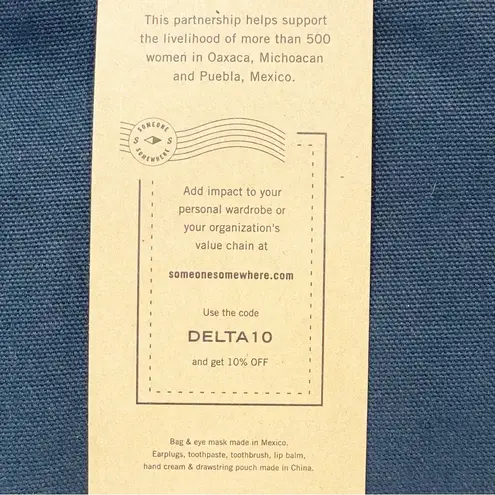 This partnership helps support
the livelihood of more than 500
women in Oaxaca, Michoacan
and Puebla, Mexico.
SOMEONE
S S
SOMEWHERE
Add impact to your
personal wardrobe or
your organization's
value chain at
someonesomewhere.com
Use the code
DELTA10
and get 10% OFF
Bag & eye mask made in Mexico.
Earplugs, toothpaste, toothbrush, lip balm,
hand cream & drawstring pouch made in China.